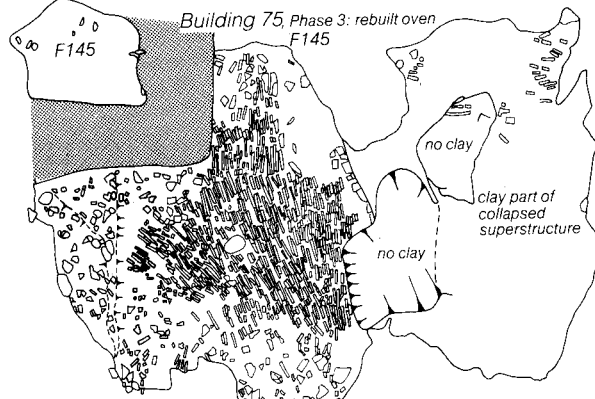 Building 75, Phase 3: rebuilt oven
F145
F145
no clay
clay part of
collapsed
superstructure
no clay